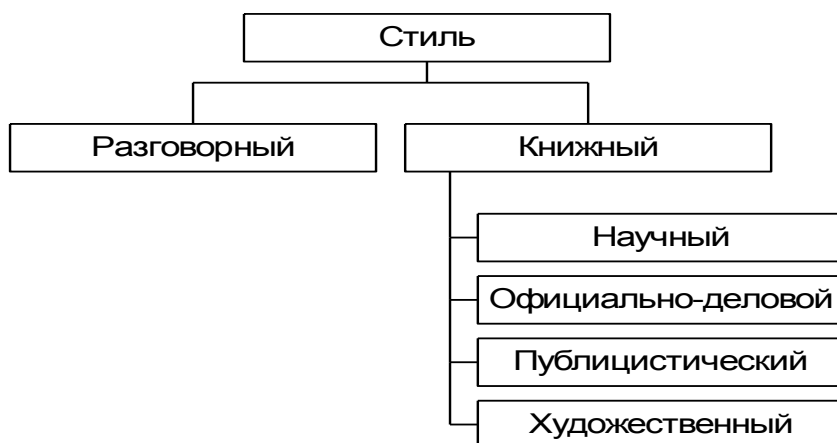 Стиль
Разговорный
Книжный
Научный
Официально-деловой
Публицистический
Художественный